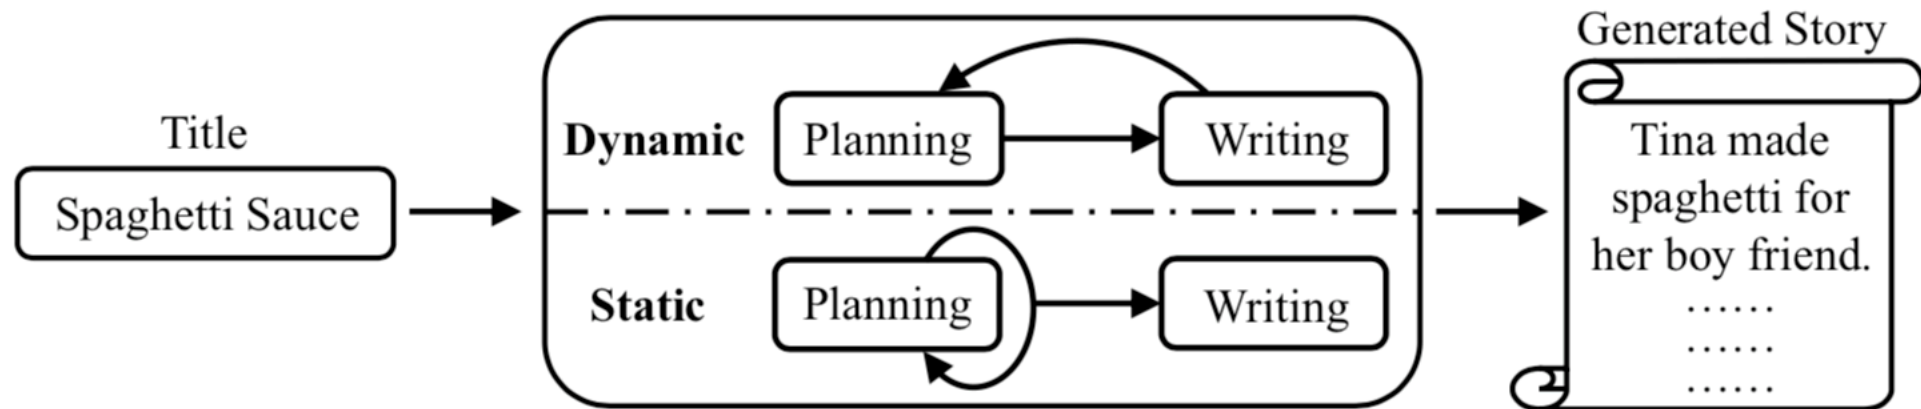 Title
Spaghetti Sauce
Dynamic
Planning
Writing
Static
Planning
Writing
Generated Story
Tina made
spaghetti for
her boy friend.
......
......
......